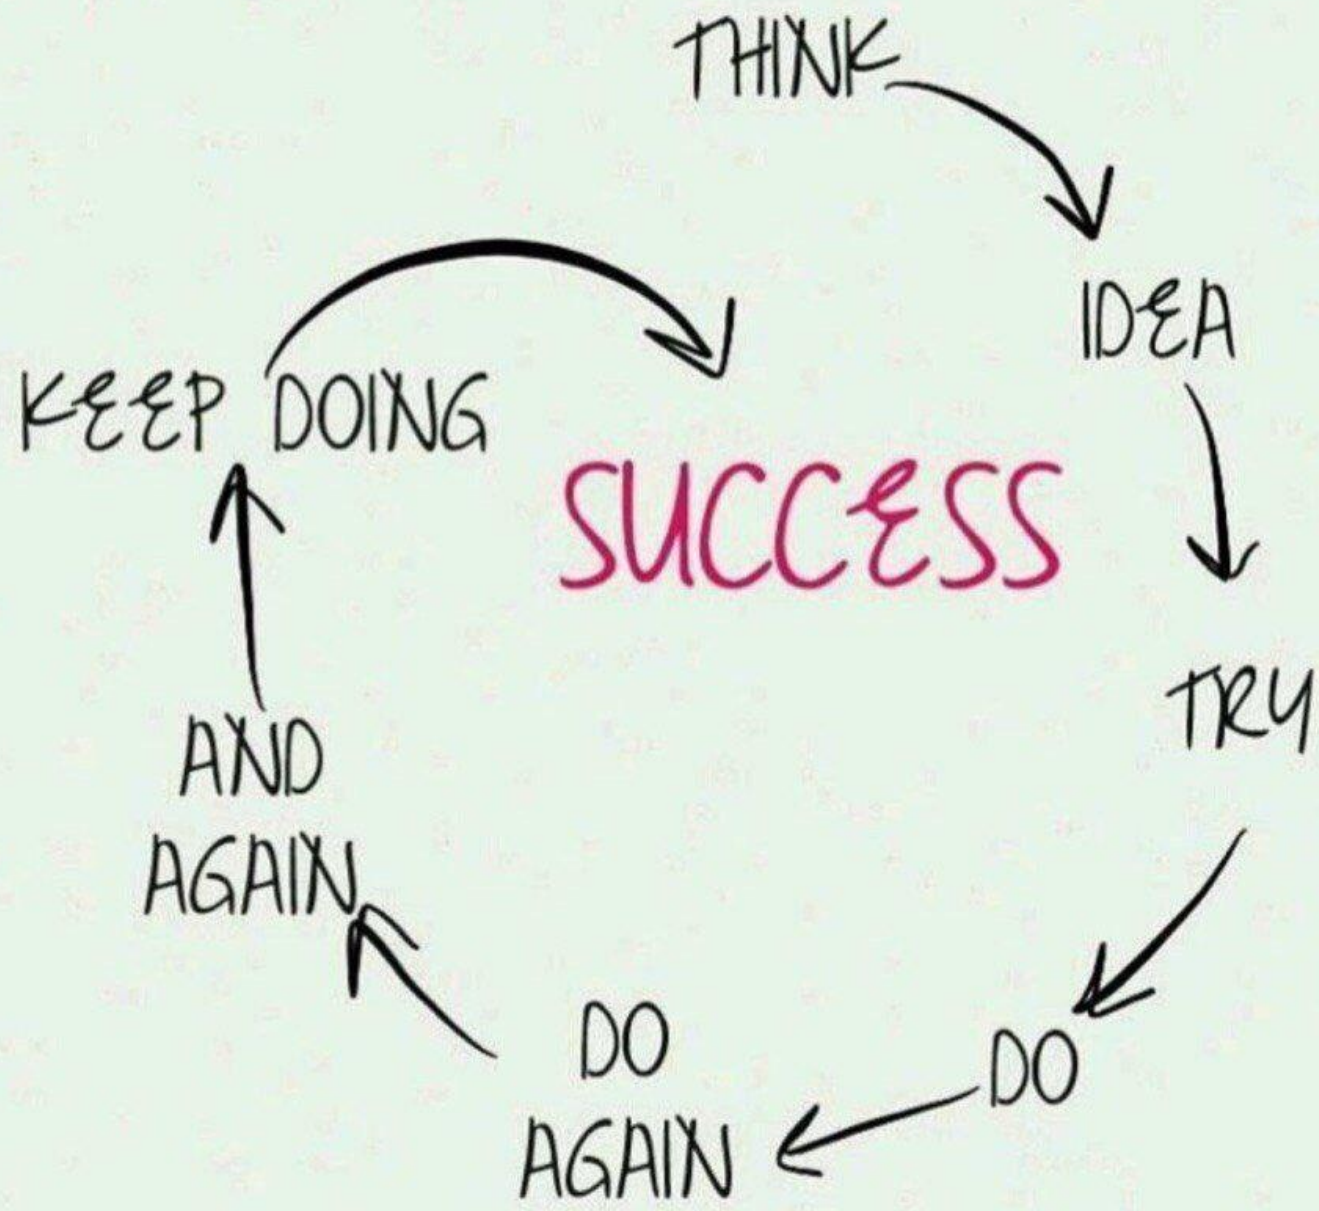 THINK
IDEA
TRY
DO
DO
AGAIN
AND
AGAIN
KEEP DOING
SUCCESS